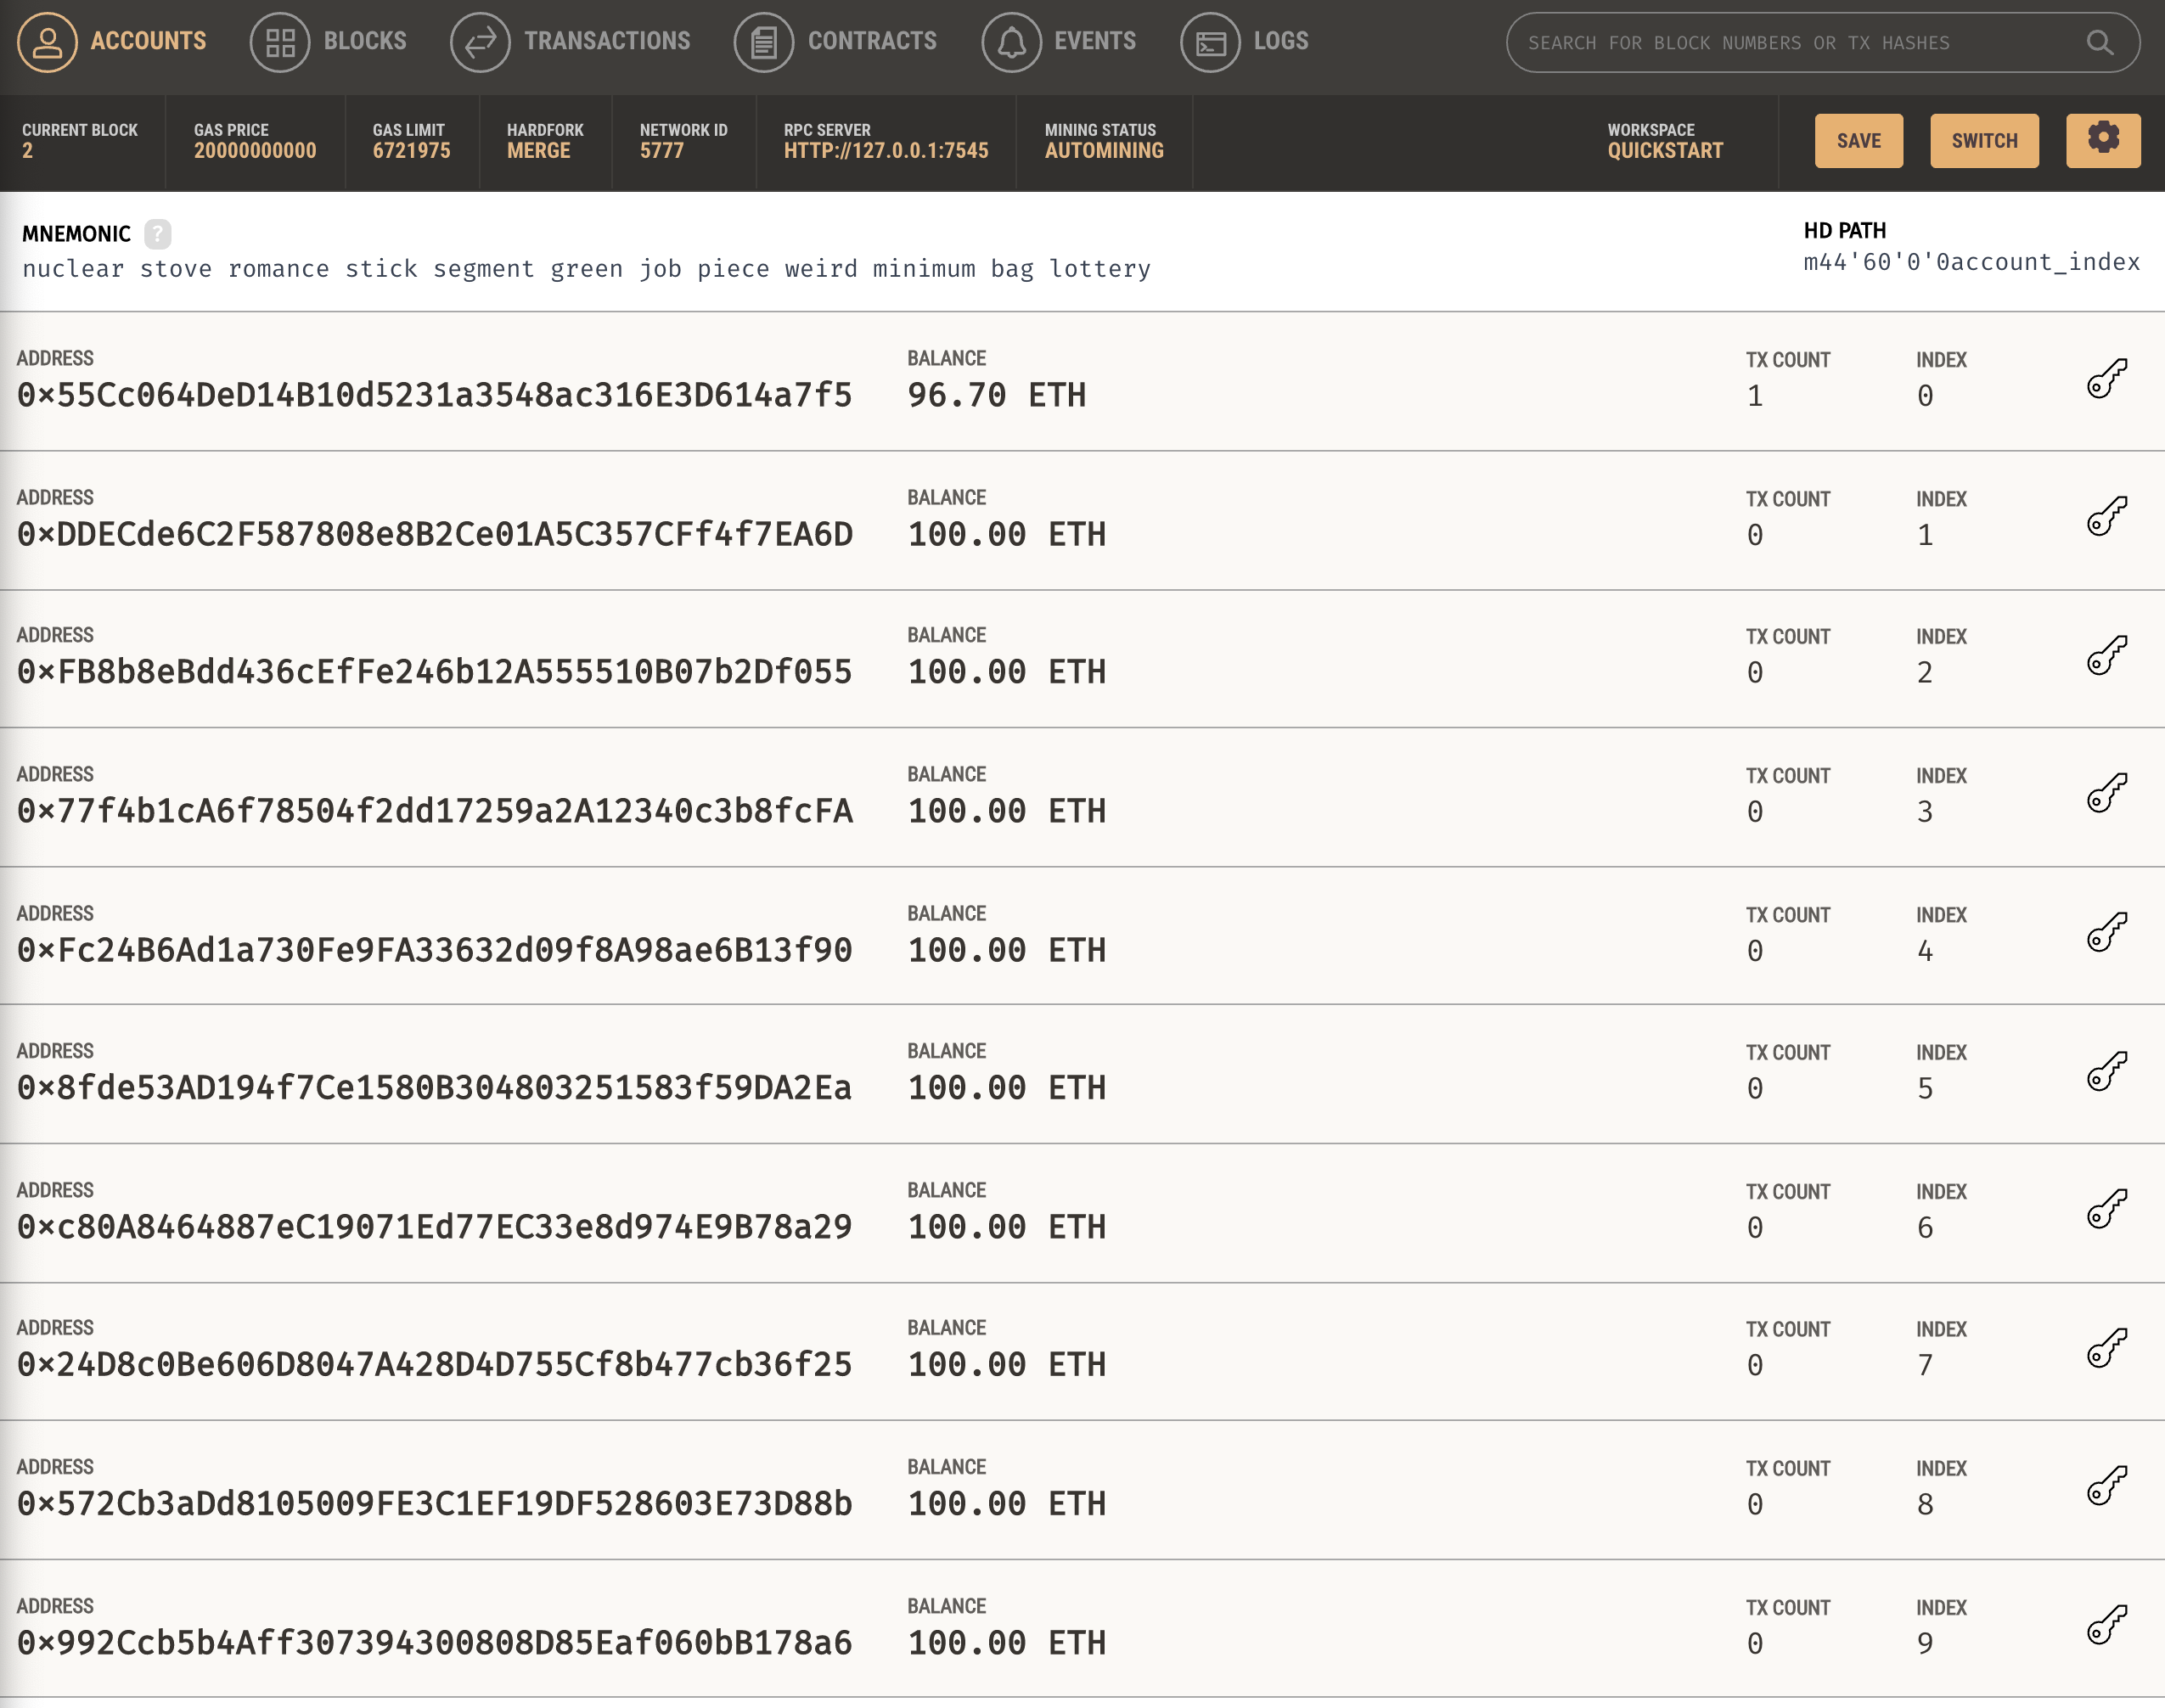 ACCOUNTS BLOCKS TRANSACTIONS CONTRACTS EVENTS LOGS SEARCH FOR BLOCK NUMBERS OR TX HASHES
CURRENT BLOCK GAS PRICE GAS LIMIT HARDFORK NETWORK ID RPC SERVER MINING STATUS WORKSPACE
2 20000000000 6721975 MERGE 5777 HTTP://127.0.0.1:7545 AUTOMINING QUICKSTART SAVE SWITCH
MNEMONIC ? HD PATH
nuclear stove romance stick segment green job piece weird minimum bag lottery m44'60'0'0account_index
ADDRESS BALANCE TX COUNT INDEX
0×55Cc064DeD14B10d5231a3548ac316E3D614a7f5 96.70 ETH 1 0
ADDRESS BALANCE TX COUNT INDEX
0×DDECde6C2F587808e8B2Ce01A5C357CFf4f7EA6D 100.00 ETH 0 1
ADDRESS BALANCE TX COUNT INDEX
0×FB8b8eBdd436cEfFe246b12A555510B07b2Df055 100.00 ETH 0 2
ADDRESS BALANCE TX COUNT INDEX
0×77f4b1cA6f78504f2dd17259a2A12340c3b8fcFA 100.00 ETH 0 3
ADDRESS BALANCE TX COUNT INDEX
0×Fc24B6Ad1a730Fe9FA33632d09f8A98ae6B13f90 100.00 ETH 0 4
ADDRESS BALANCE TX COUNT INDEX
0×8fde53AD194f7Ce1580B304803251583f59DA2Ea 100.00 ETH 0 5
ADDRESS BALANCE TX COUNT INDEX
0×c80A8464887eC19071Ed77EC33e8d974E9B78a29 100.00 ETH 0 6
ADDRESS BALANCE TX COUNT INDEX
0×24D8c0Be606D8047A428D4D755Cf8b477cb36f25 100.00 ETH 0 7
ADDRESS BALANCE TX COUNT INDEX
0×572Cb3aDd8105009FE3C1EF19DF528603E73D88b 100.00 ETH 0 8
ADDRESS BALANCE TX COUNT INDEX
0×992Ccb5b4Aff307394300808D85Eaf060bB178a6 100.00 ETH 0 9